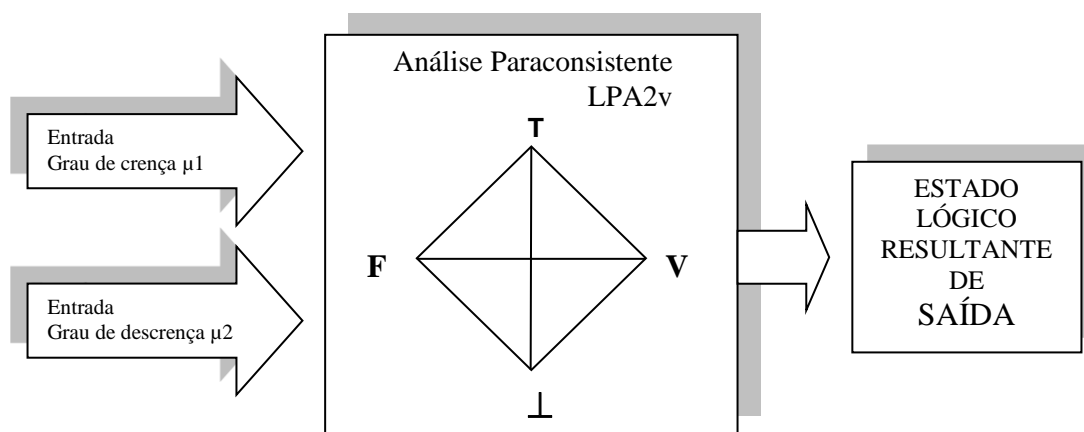 Análise Paraconsistente
LPA2v
Entrada
Grau de crença µ1
Entrada
Grau de descrença µ2
T
F
V
⊥
ESTADO
LÓGICO
RESULTANTE
DE
SAÍDA